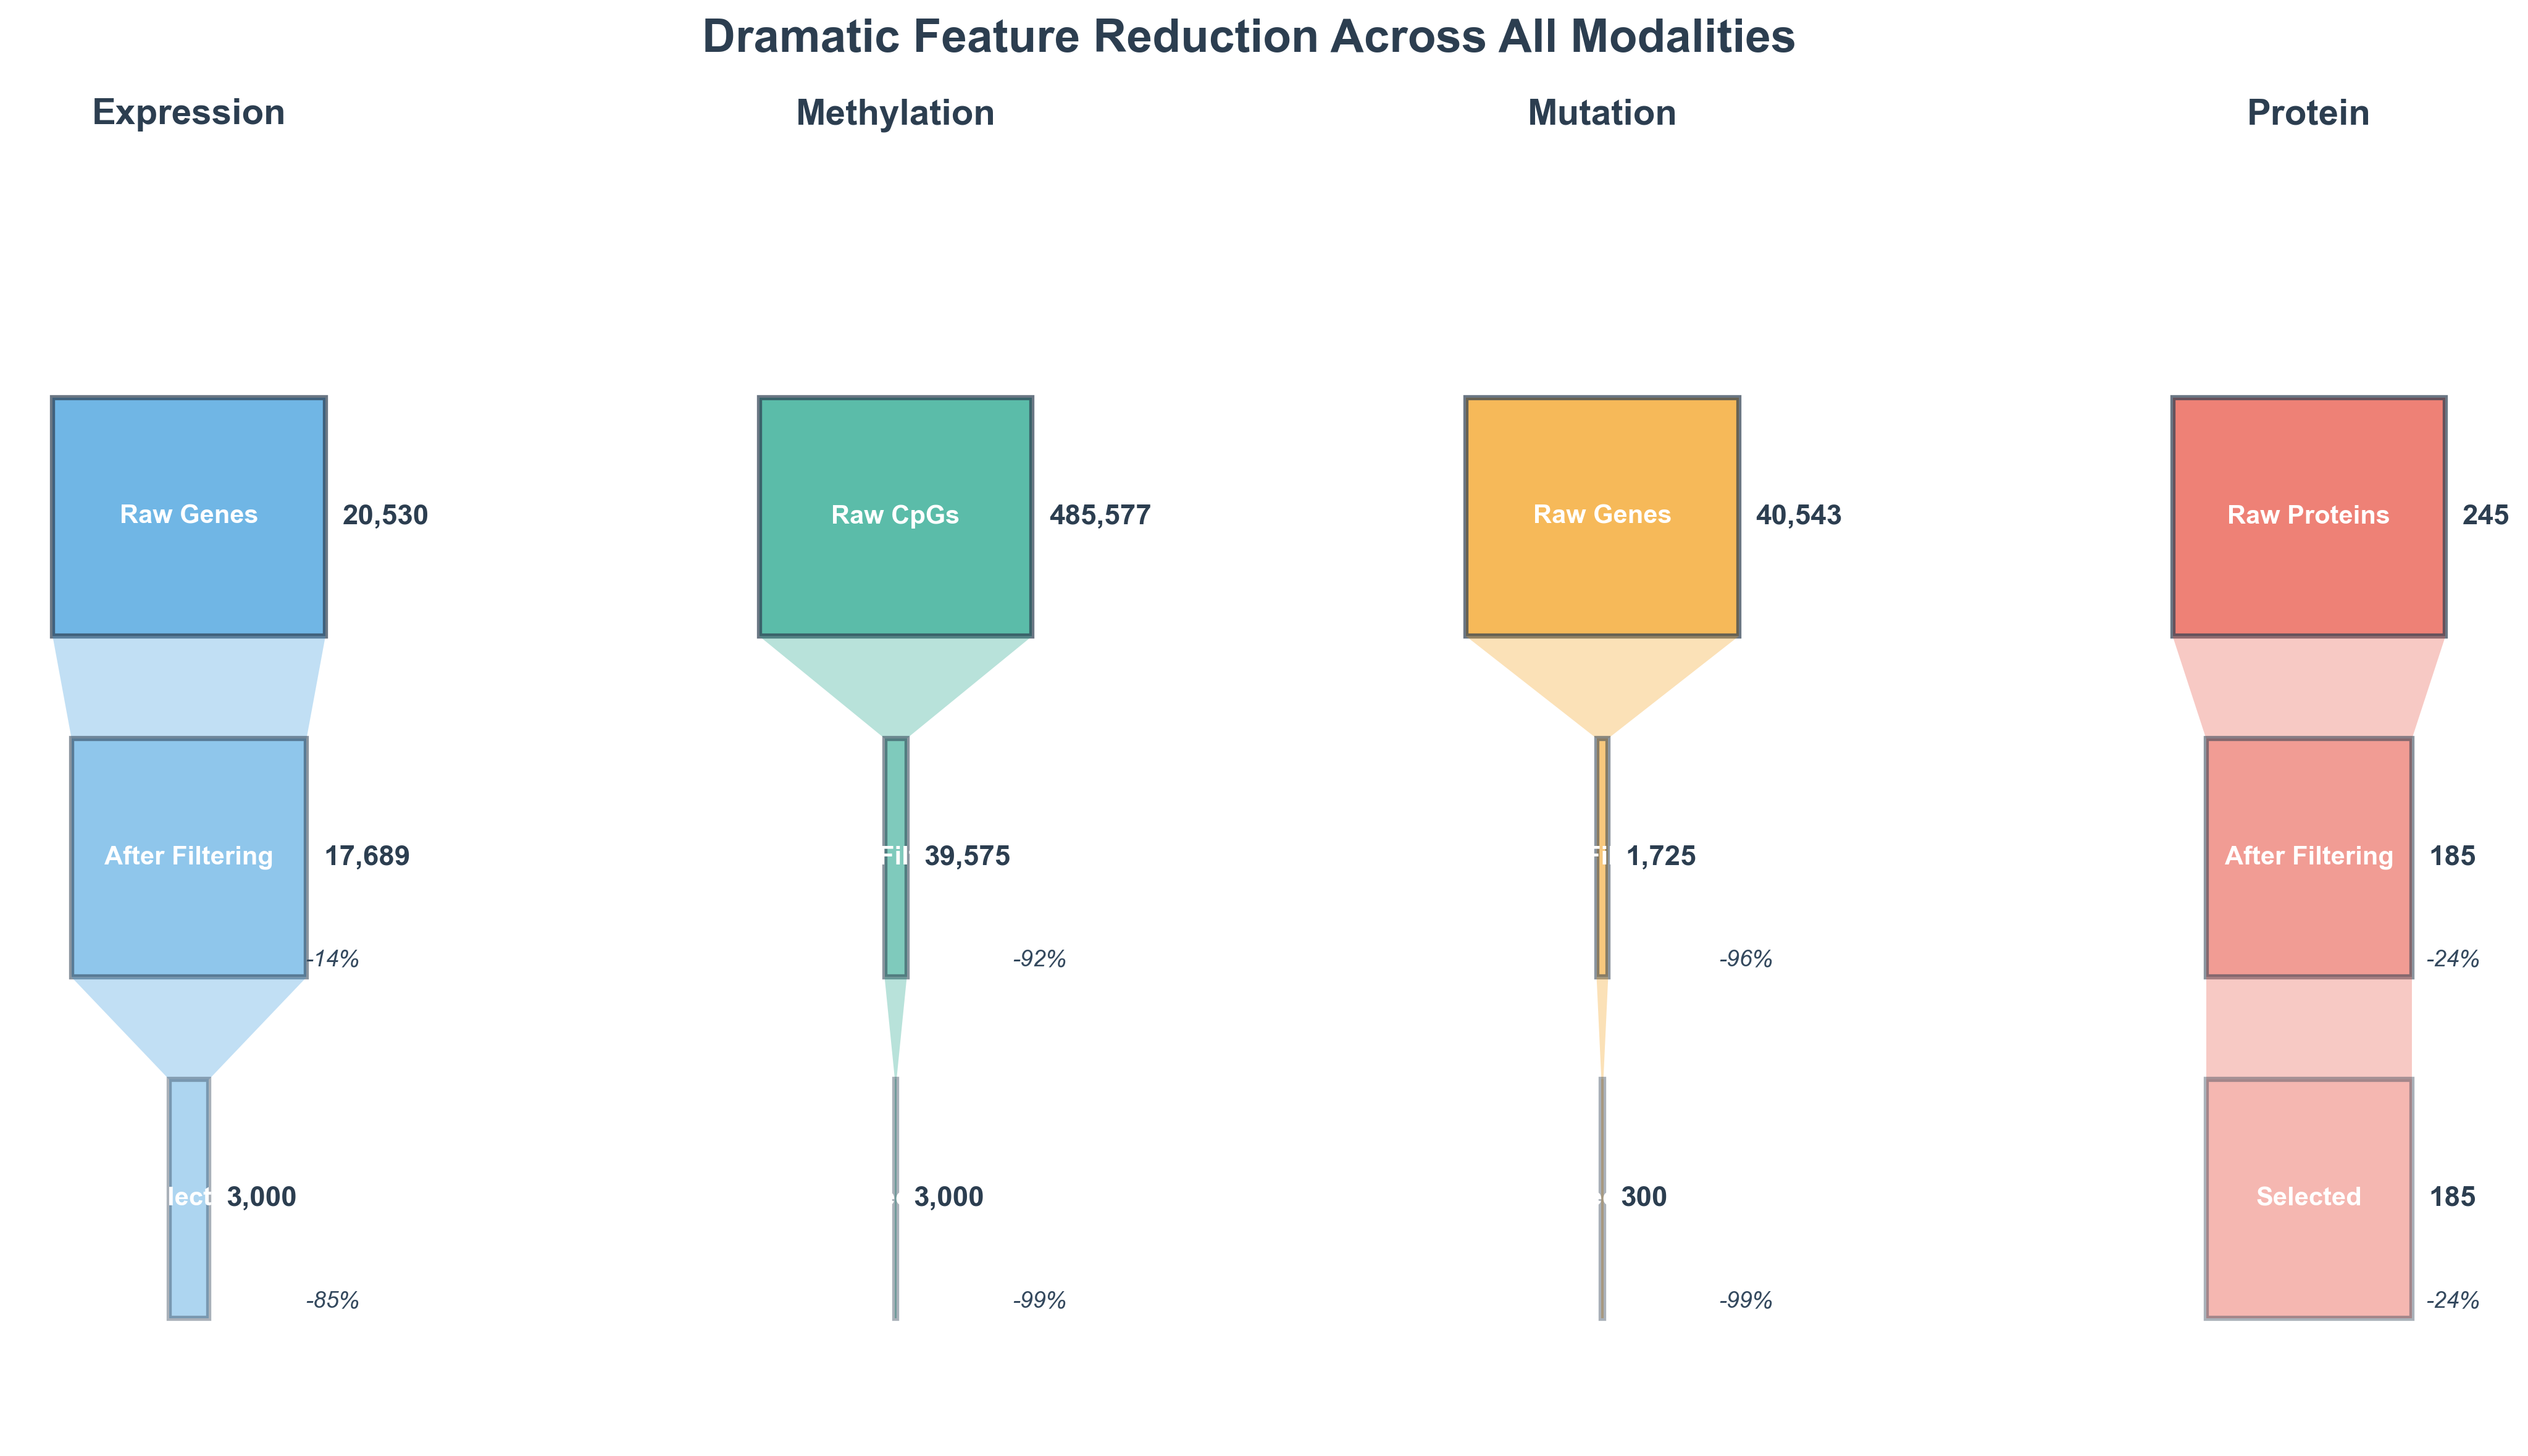 Dramatic Feature Reduction Across All Modalities
Expression
Raw Genes
20,530
After Filtering
17,689
-14%
3,000
-85%
Methylation
Raw CpGs
485,577
39,575
-92%
3,000
-99%
Mutation
Raw Genes
40,543
1,725
-96%
300
-99%
Protein
Raw Proteins
245
After Filtering
185
-24%
Selected
185
-24%